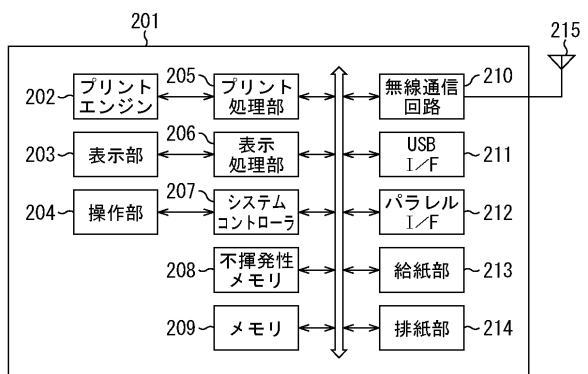 201
215
202
プリント
エンジン
205
プリント
処理部
無線通信
回路
210
203
表示部
206
表示
処理部
USB
I/F
211
204
操作部
207
システム
コントローラ
パラレル
I/F
212
208
不揮発性
メモリ
給紙部
213
209
メモリ
排紙部
214